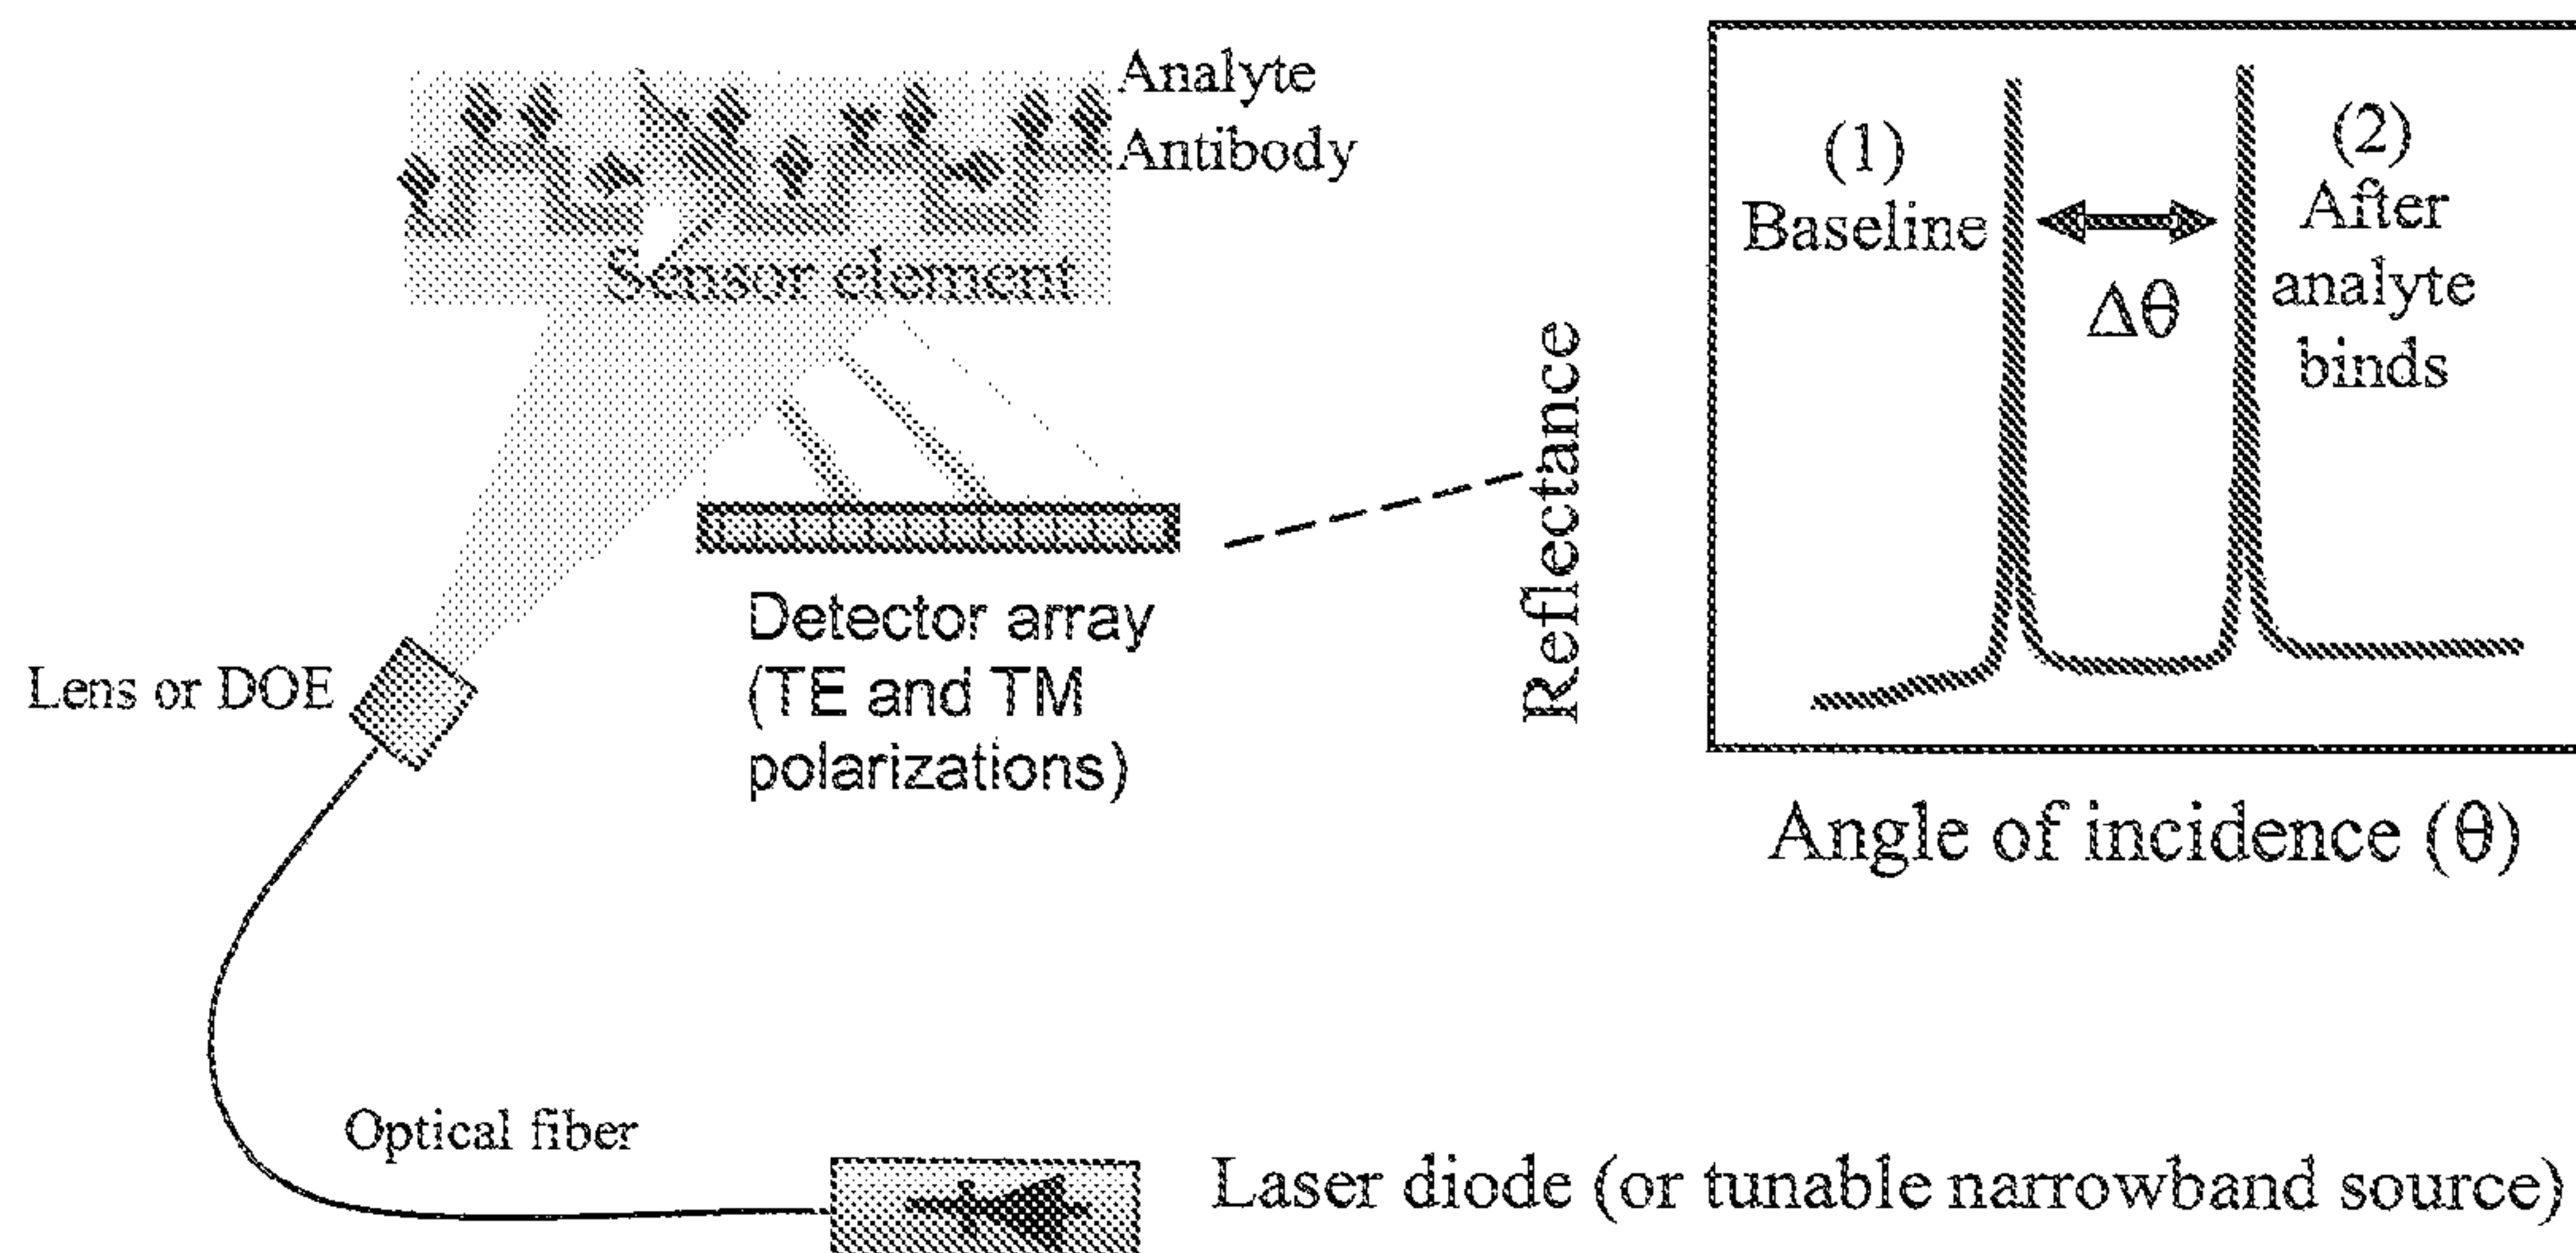 Analyte
Antibody
Sensor element
Lens or DOE
Detector array
(TE and TM
polarizations)
Optical fiber
Laser diode (or tunable narrowband source)
Reflectance
(1)
Baseline
Δθ
(2)
After
analyte
binds
Angle of incidence (θ)